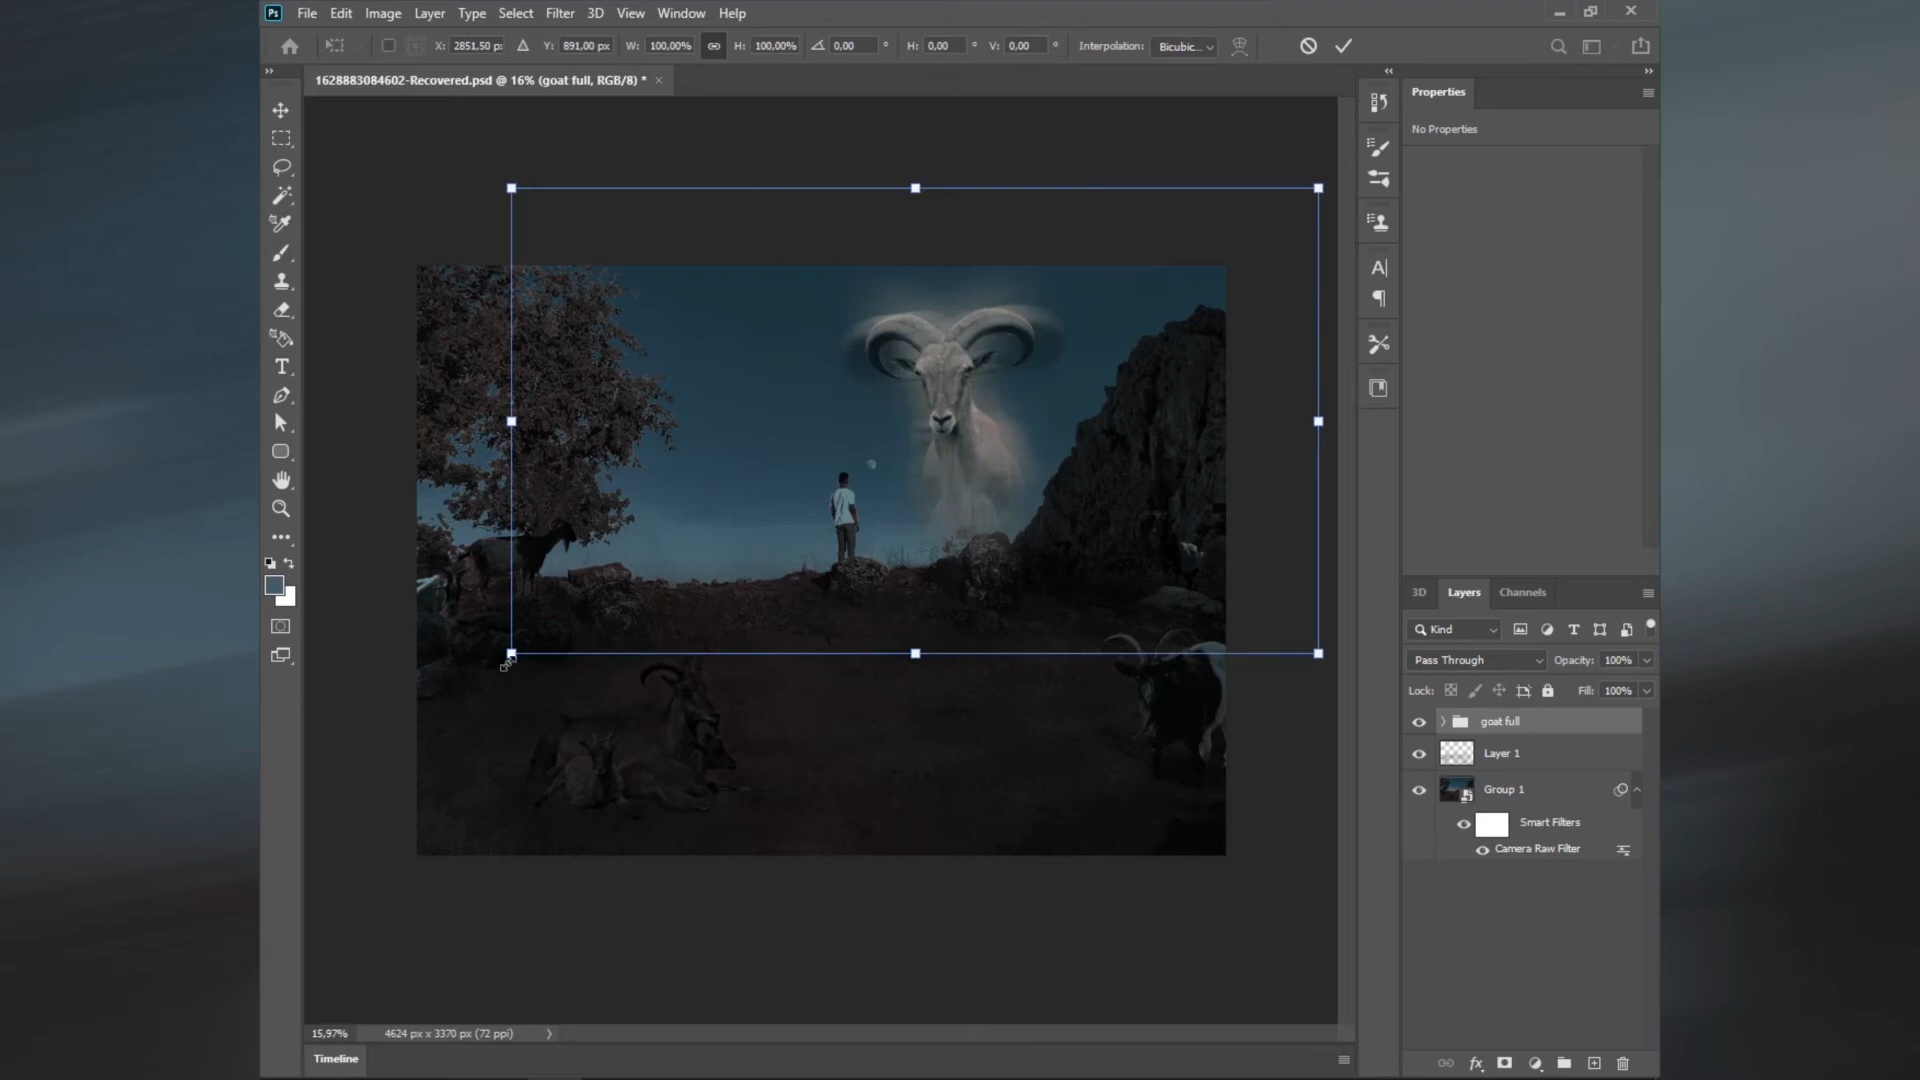 Ps File Edit Image Layer Type Select Filter 3D View Window Help
X: 2851,50 p Y: 891,00 px W: 100,00% H: 100,00% 0,00 ° H: 0,00 ° V: 0,00 ° Interpolation: Bicubic...
1628883084602-Recovered.psd @ 16% (goat full, RGB/8) * ×
Properties
No Properties
3D Layers Channels
Kind
Pass Through Opacity: 100%
Lock: Fill: 100%
goat full
Layer 1
Group 1
Smart Filters
Camera Raw Filter
15,97% 4624 px x 3370 px (72 ppi)
Timeline